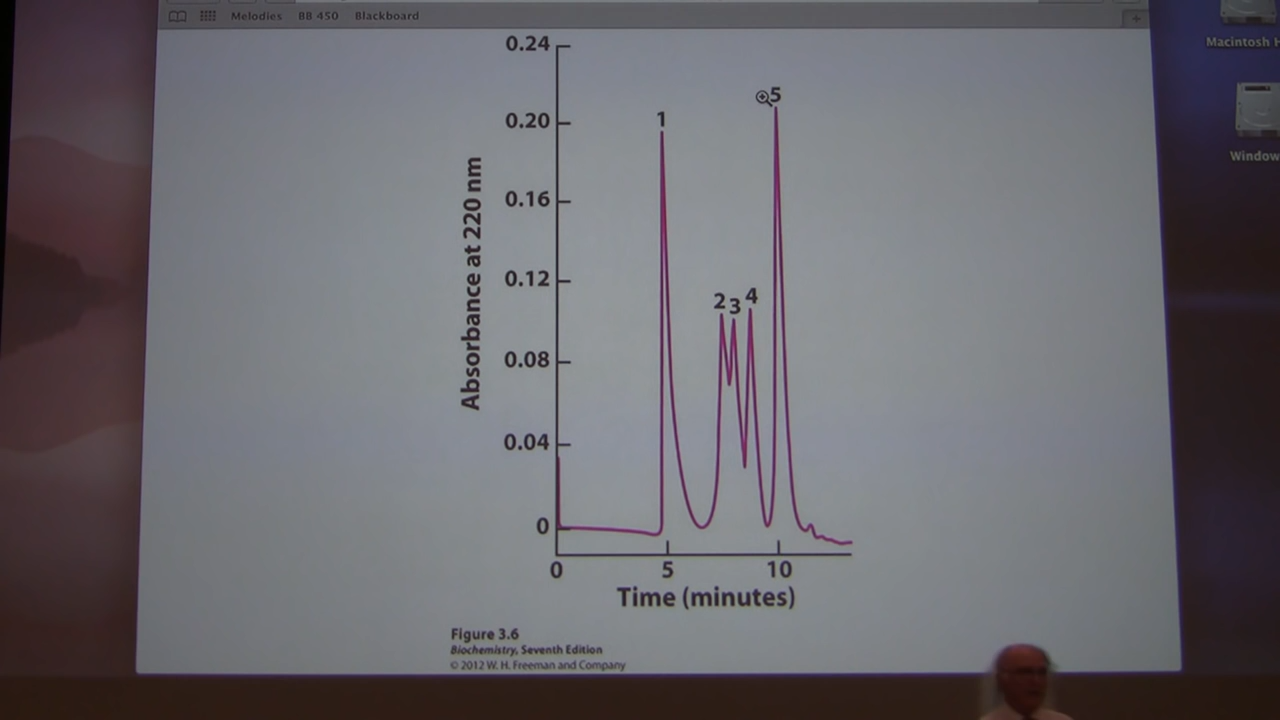 Melodies BB 450 Blackboard
Macintosh H
Window
0.24
0.20
0.16
0.12
0.08
0.04
0
Absorbance at 220 nm
1
2 3 4
5
0 5 10
Time (minutes)
Figure 3.6
Biochemistry, Seventh Edition
© 2012 W. H. Freeman and Company